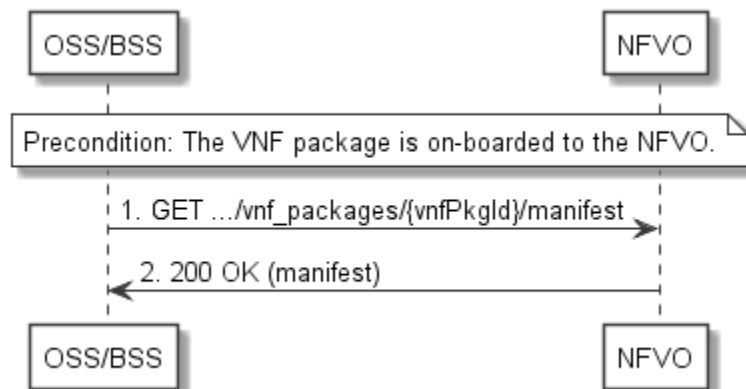 OSS/BSS
NFVO
Precondition: The VNF package is on-boarded to the NFVO.
1. GET .../vnf_packages/{vnfPkgId}/manifest
2. 200 OK (manifest)
OSS/BSS
NFVO